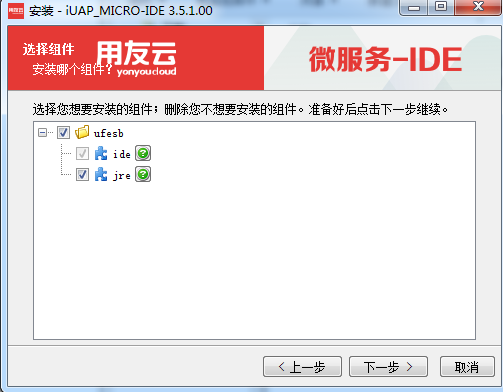 安装 - iUAP_MICRO-IDE 3.5.1.00
选择组件
安装哪个组件?
用友云
yonyoucloud
微服务-IDE
选择您想要安装的组件；删除您不想要安装的组件。准备好后点击下一步继续。
ufesb
ide
jre
< 上一步
下一步 >
取消